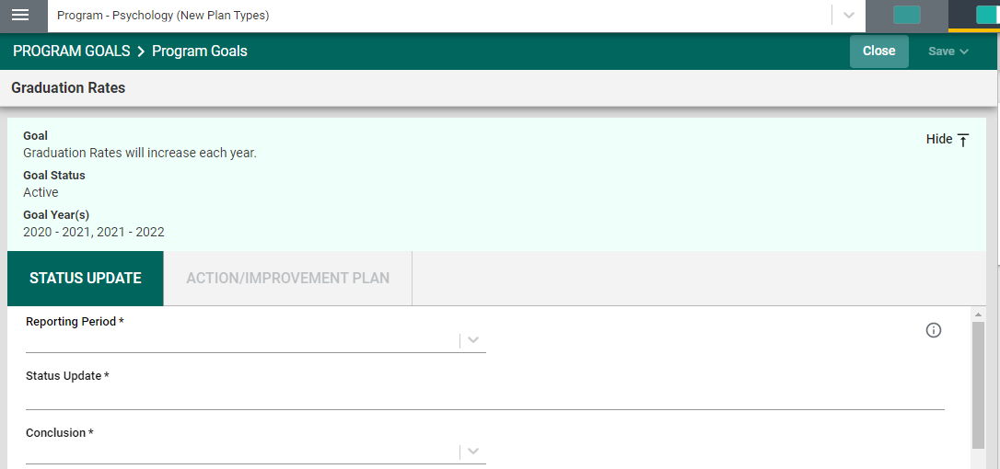 Program - Psychology (New Plan Types)
PROGRAM GOALS > Program Goals
Close
Save
Graduation Rates
Goal
Hide
Graduation Rates will increase each year.
Goal Status
Active
Goal Year(s)
2020 - 2021, 2021 - 2022
STATUS UPDATE
ACTION/IMPROVEMENT PLAN
Reporting Period *
Status Update *
Conclusion *